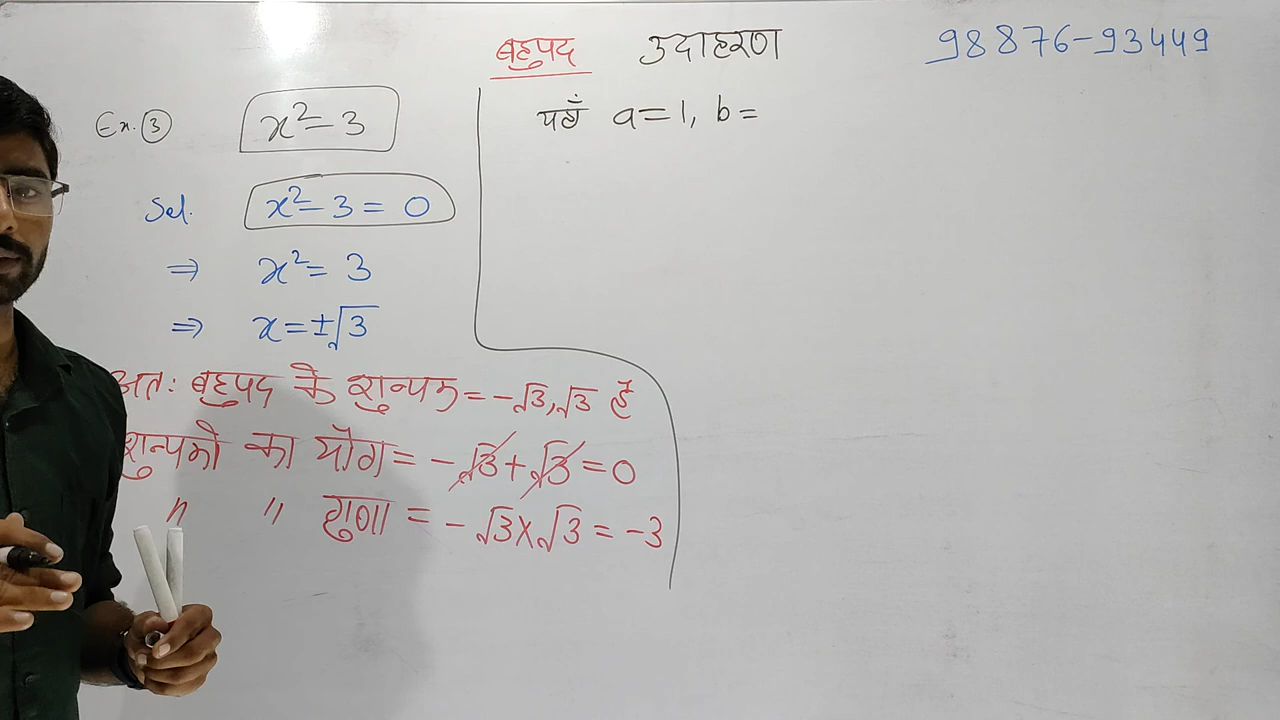 बहुपद उदाहरण 98876-93449
Ex. ③ x²-3
Sol. x²-3=0
⇒ x²=3
⇒ x=±√3
अतः बहुपद के शुन्यक=-√3,√3 हैं
शुन्यको का योग=-√3+√3=0
〃 〃 गुणा = -√3×√3=-3
यहाँ a=1, b=